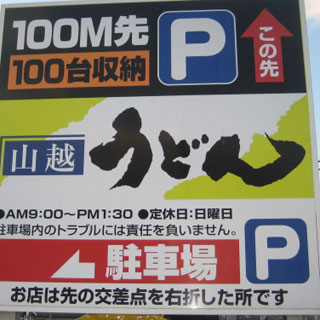 100M先
100台収納
P
この先
山越
うどん
●AM9:00〜PM1:30 ●定休日:日曜日
駐車場内のトラブルには責任を負いません。
駐車場
P
お店は先の交差点を右折した所です